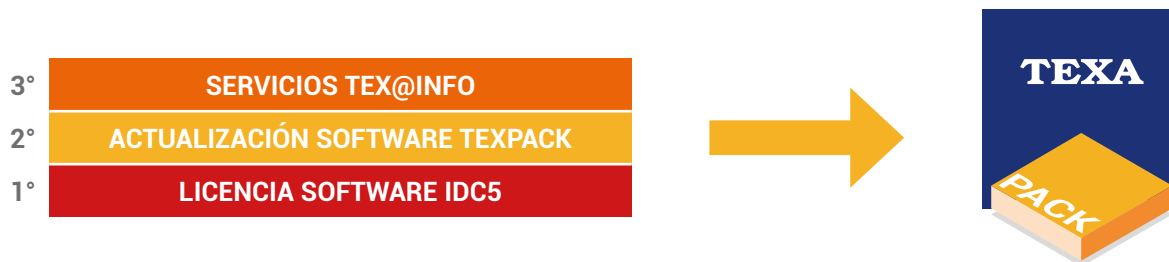 3° SERVICIOS TEX@INFO
2° ACTUALIZACIÓN SOFTWARE TEXPACK
1° LICENCIA SOFTWARE IDC5
TEXA
PACK